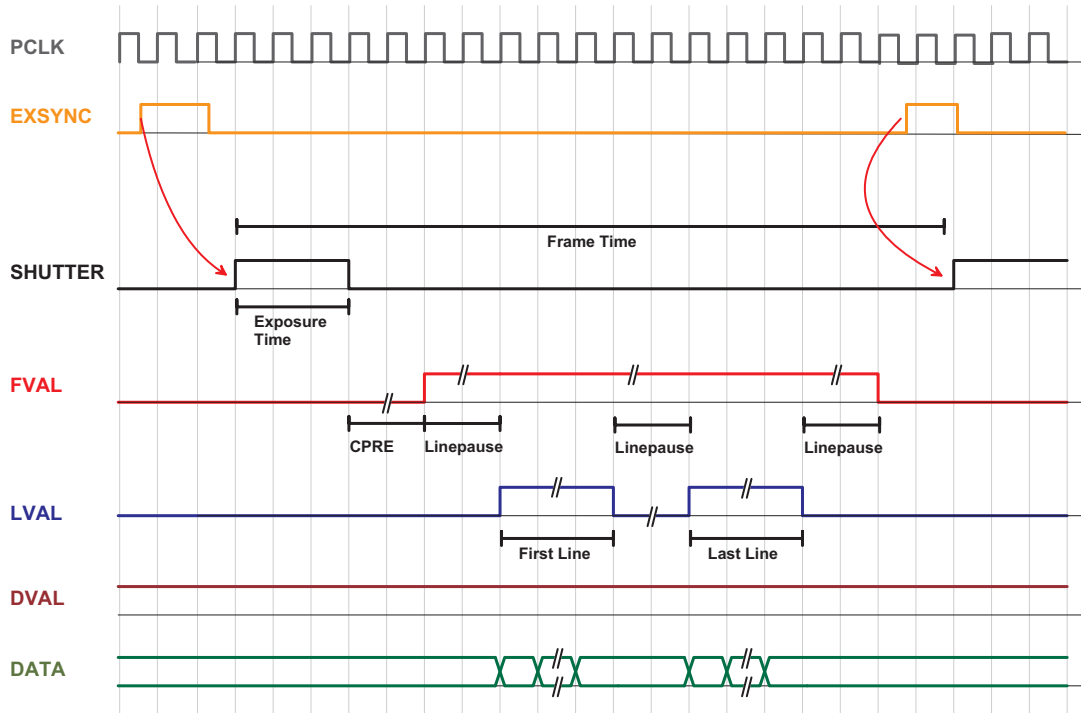 PCLK
EXSYNC
Frame Time
SHUTTER
Exposure
Time
FVAL
CPRE
Linepause
Linepause
Linepause
LVAL
First Line
Last Line
DVAL
DATA